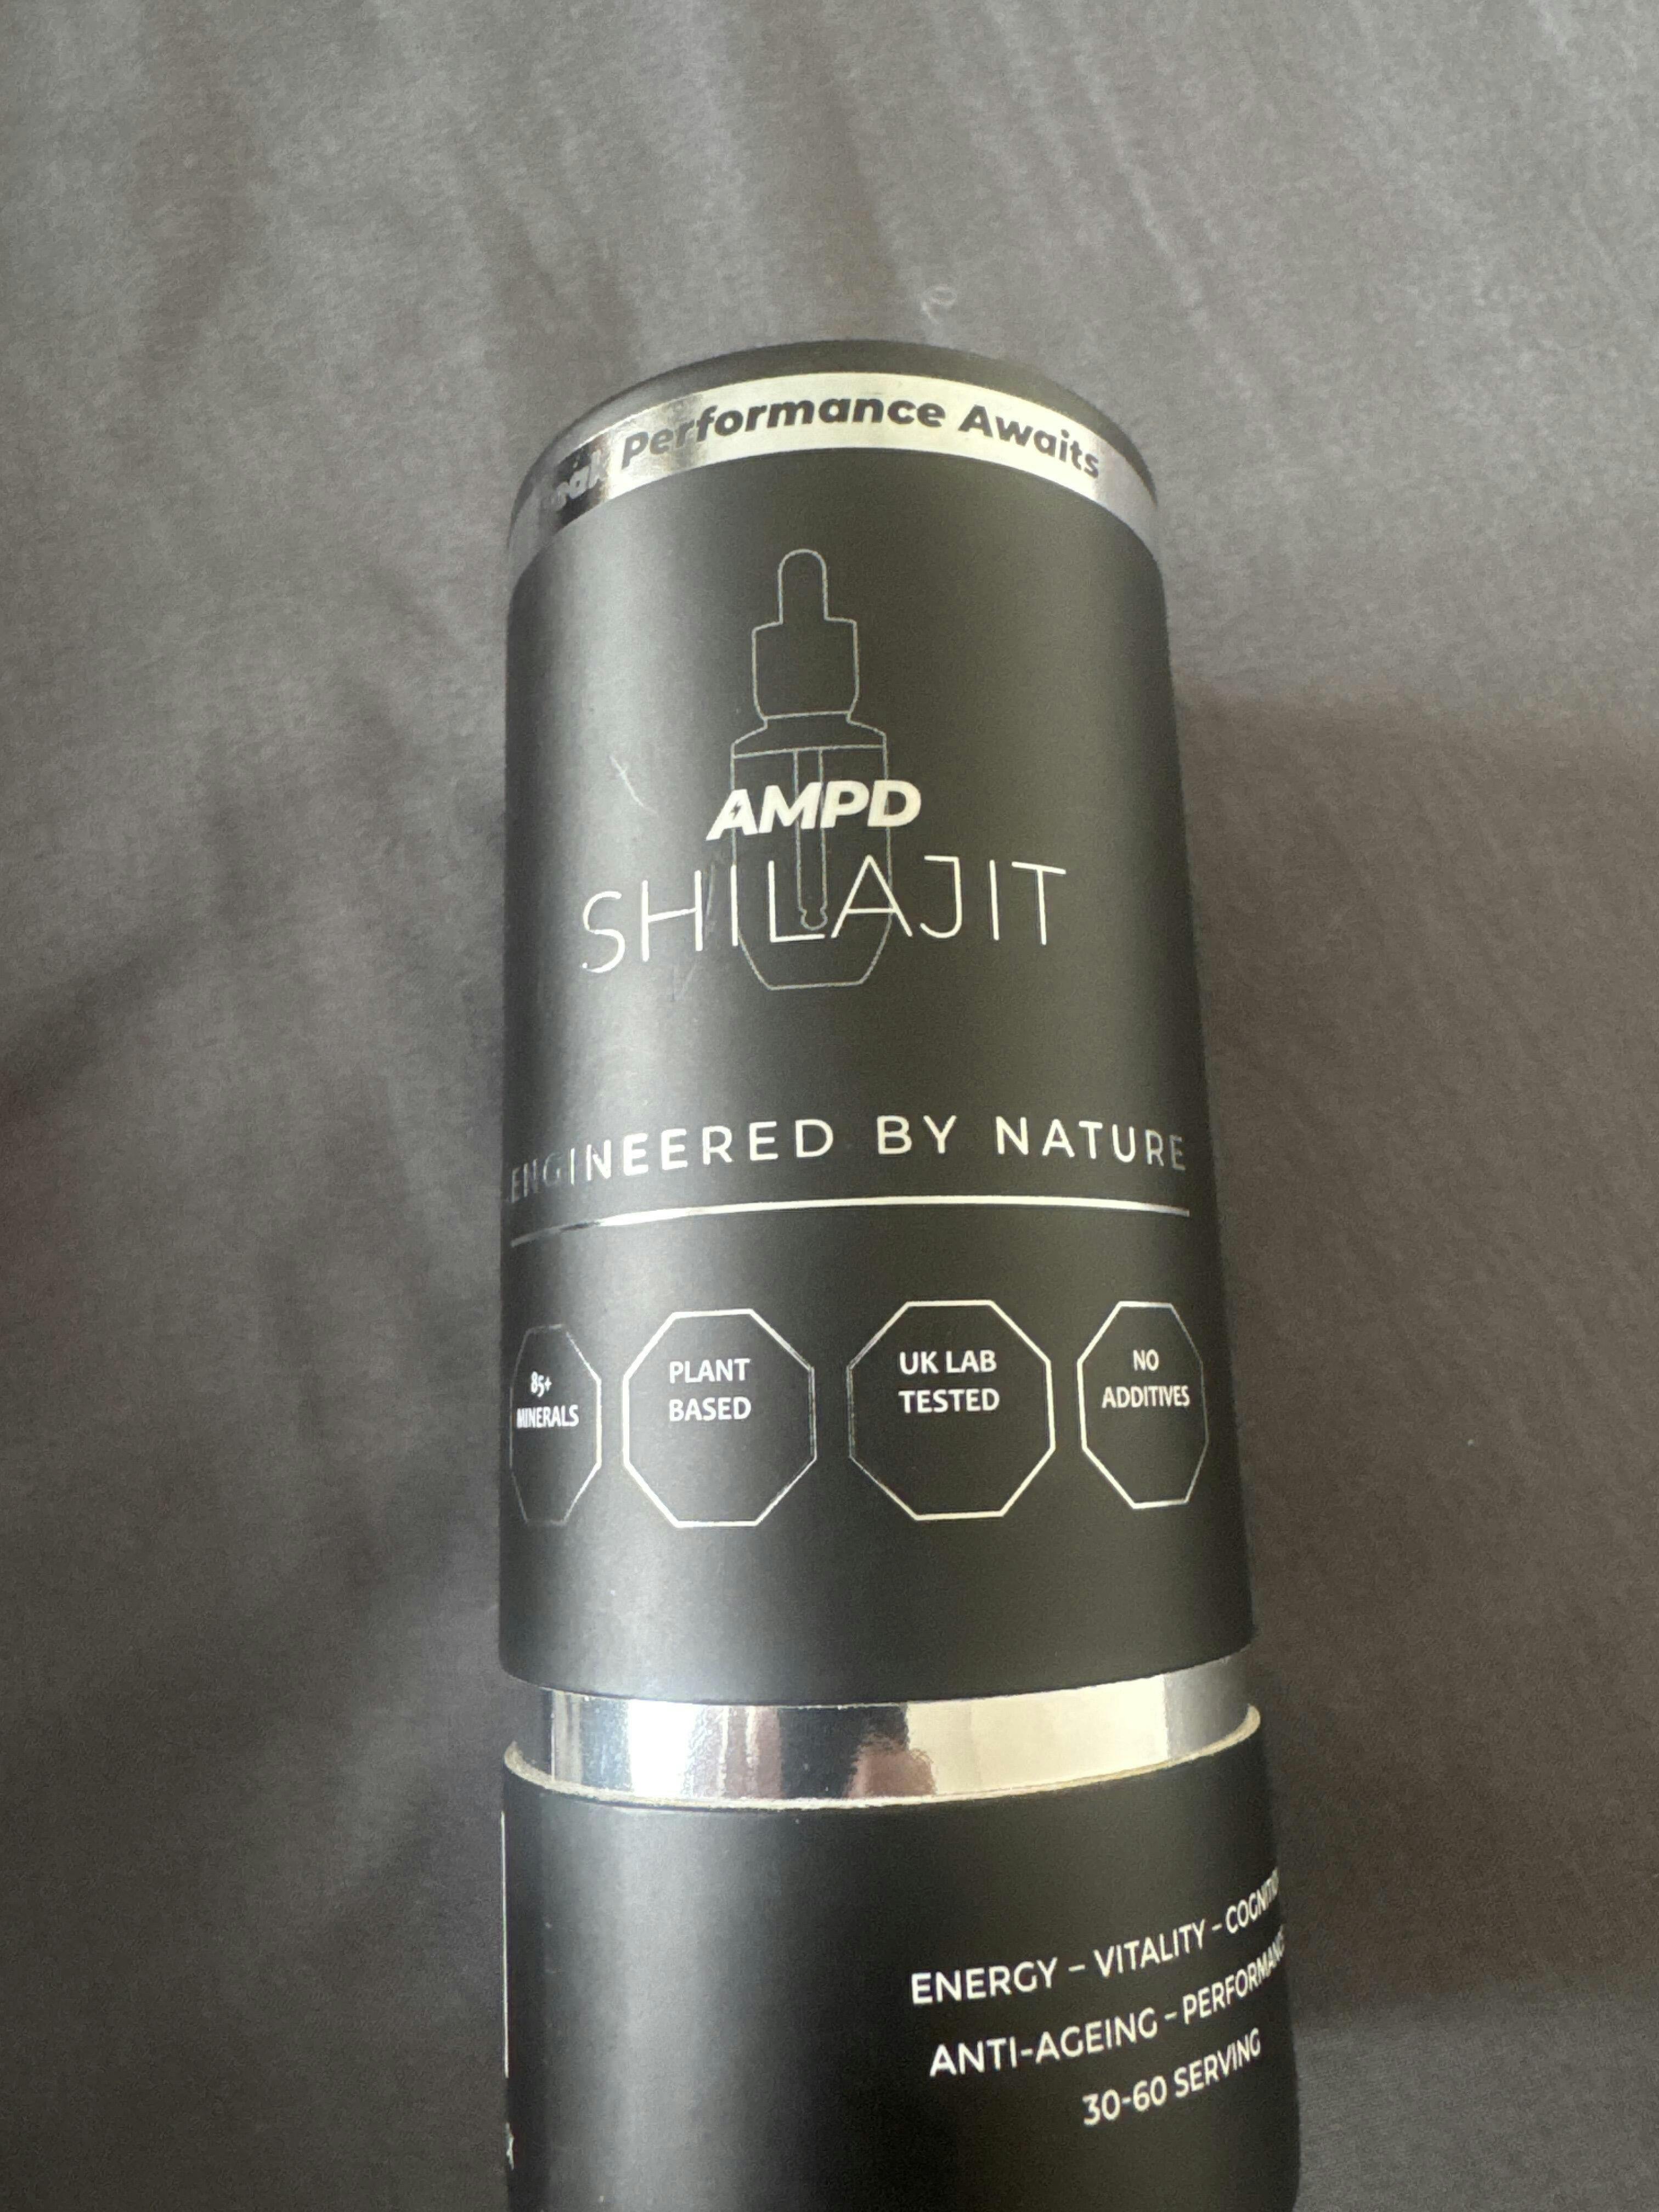 Peak Performance Awaits
AMPD
SHILAJIT
ENGINEERED BY NATURE
85+
MINERALS
PLANT
BASED
UK LAB
TESTED
NO
ADDITIVES
ENERGY – VITALITY –
ANTI-AGEING –
30-60 SERVING